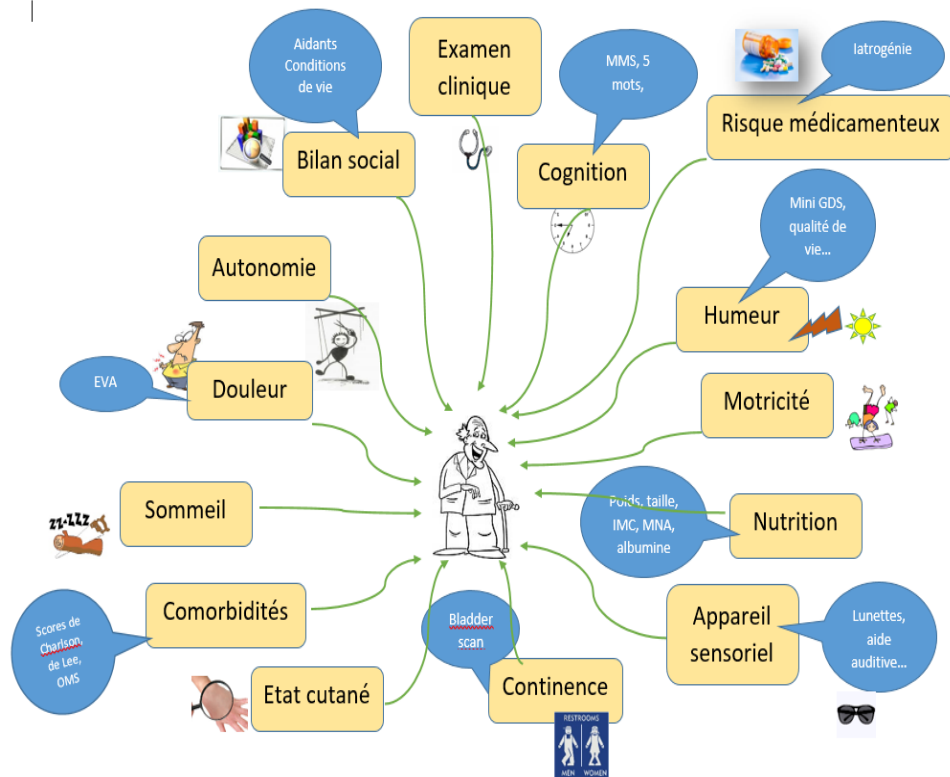 Aidants
Conditions
de vie
Bilan social
Examen
clinique
MMS, 5
mots,
Cognition
Iatrogénie
Risque médicamenteux
Mini GDS,
qualité de
vie...
Humeur
Autonomie
EVA
Douleur
Motricité
ZZ-ZZZ
Sommeil
Poids, taille,
IMC, MNA,
albumine
Nutrition
Scores de
Charlson,
de Lee,
OMS
Comorbidités
Bladder
scan
Appareil
sensoriel
Lunettes,
aide
auditive...
Etat cutané
Continence
RESTROOMS
MEN WOMEN